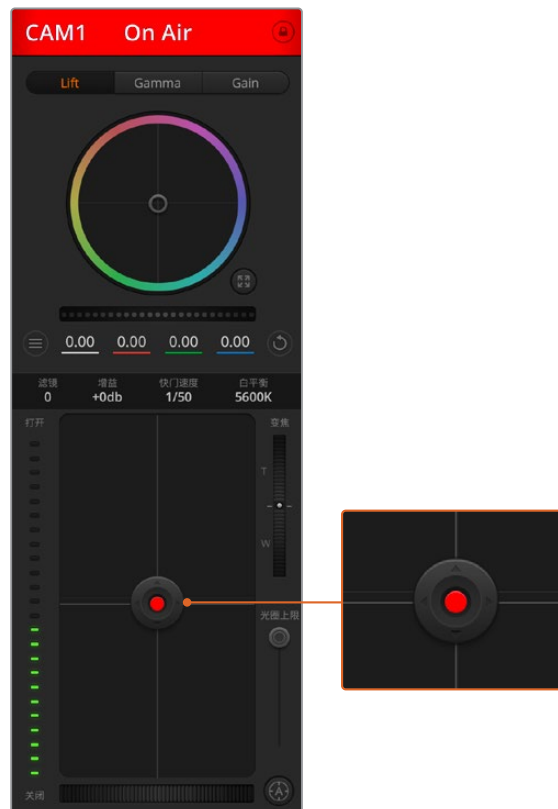 CAM1 On Air
Lift Gamma Gain
0.00 0.00 0.00 0.00
滤镜 增益 快门速度 白平衡
0 +0db 1/50 5600K
打开 变焦
T
W
光圈上限
关闭 A